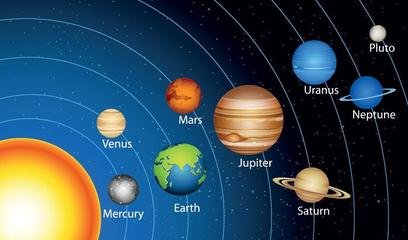 Pluto
Uranus
Neptune
Mars
Venus
Jupiter
Mercury
Earth
Saturn